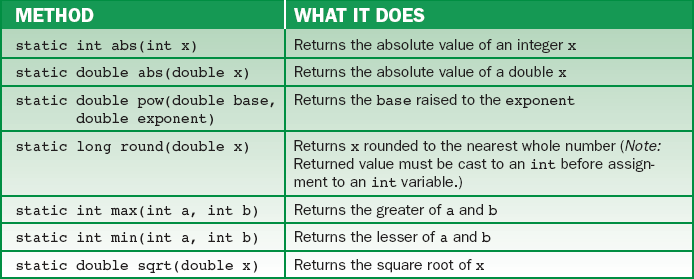 METHOD WHAT IT DOES
static int abs(int x) Returns the absolute value of an integer x
static double abs(double x) Returns the absolute value of a double x
static double pow(double base, Returns the base raised to the exponent
double exponent)
static long round(double x) Returns x rounded to the nearest whole number (Note:
Returned value must be cast to an int before assign-
ment to an int variable.)
static int max(int a, int b) Returns the greater of a and b
static int min(int a, int b) Returns the lesser of a and b
static double sqrt(double x) Returns the square root of x